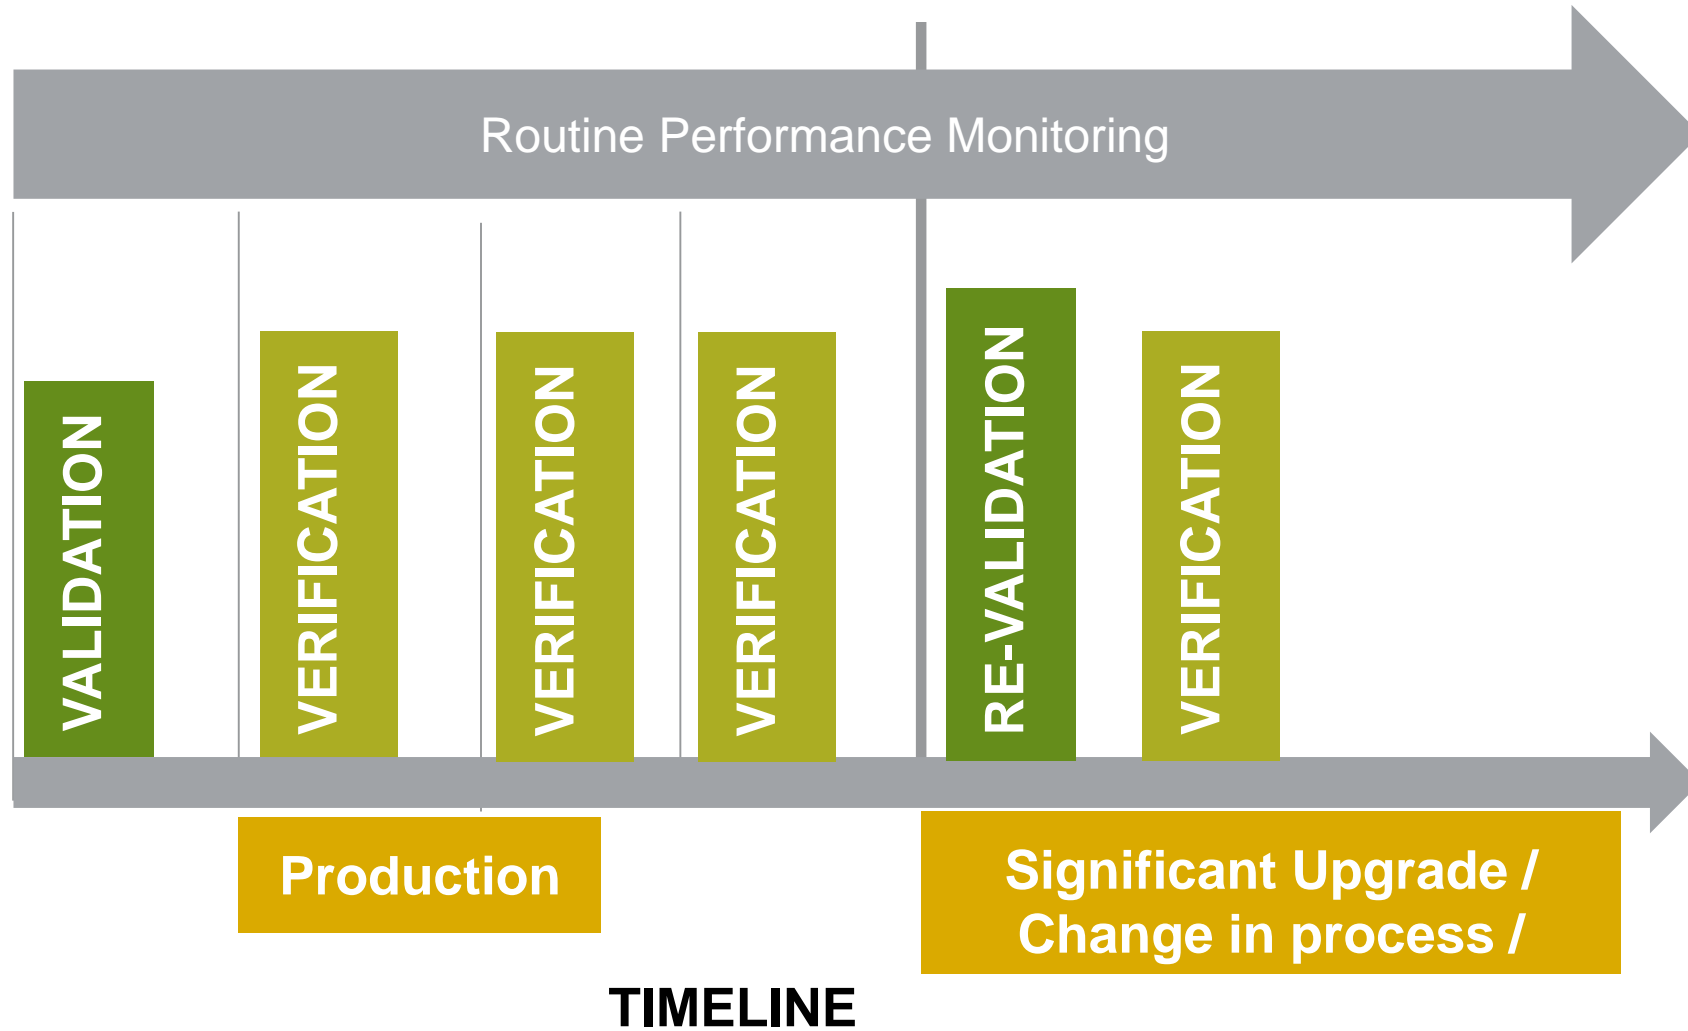 Routine Performance Monitoring
VALIDATION
VERIFICATION
VERIFICATION
VERIFICATION
RE-VALIDATION
VERIFICATION
Production
Significant Upgrade /
Change in process /
TIMELINE